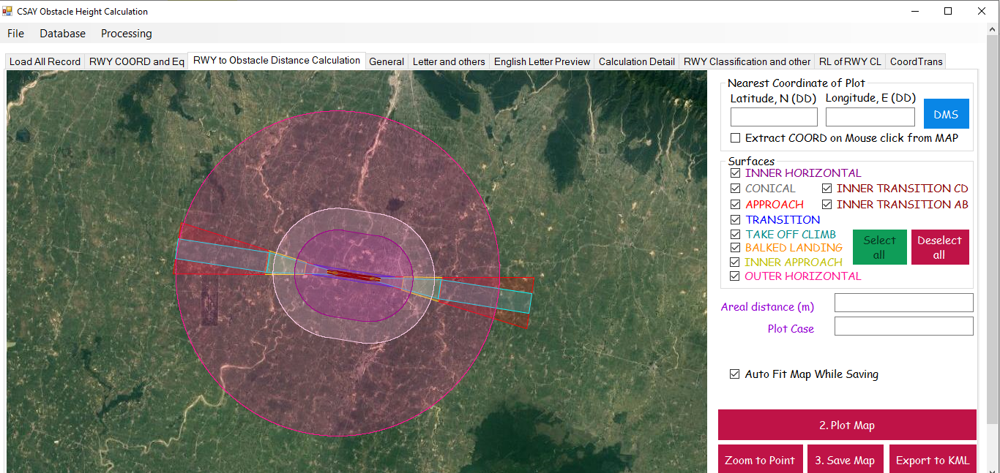 CSAY Obstacle Height Calculation
File Database Processing
Load All Record RWY COORD and Eq RWY to Obstacle Distance Calculation General Letter and others English Letter Preview Calculation Detail RWY Classification and other RL of RWY CL CoordTrans
Nearest Coordinate of Plot
Latitude, N (DD) Longitude, E (DD)
DMS
Extract COORD on Mouse click from MAP
Surfaces
INNER HORIZONTAL
CONICAL INNER TRANSITION CD
APPROACH INNER TRANSITION AB
TRANSITION
TAKE OFF CLIMB
BALKED LANDING
INNER APPROACH
OUTER HORIZONTAL
Select
all
Deselect
all
Areal distance (m)
Plot Case
Auto Fit Map While Saving
2. Plot Map
Zoom to Point 3. Save Map Export to KML